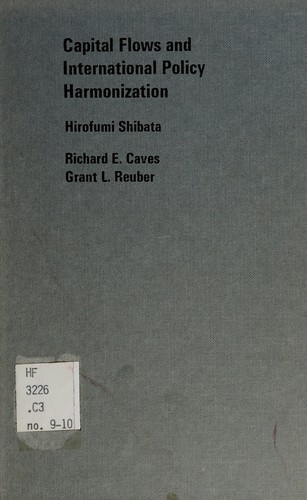 Capital Flows and
International Policy
Harmonization
Hirofumi Shibata
Richard E. Caves
Grant L. Reuber
HF
3226
.C3
no. 9-10